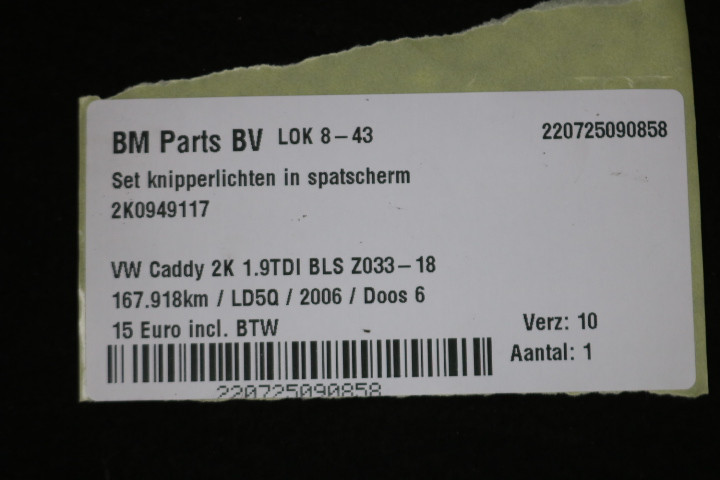 BM Parts BV LOK 8-43 220725090858
Set knipperlichten in spatscherm
2K0949117
VW Caddy 2K 1.9TDI BLS Z033-18
167.918km / LD5Q / 2006 / Doos 6
15 Euro incl. BTW Verz: 10
Aantal: 1
220725090858